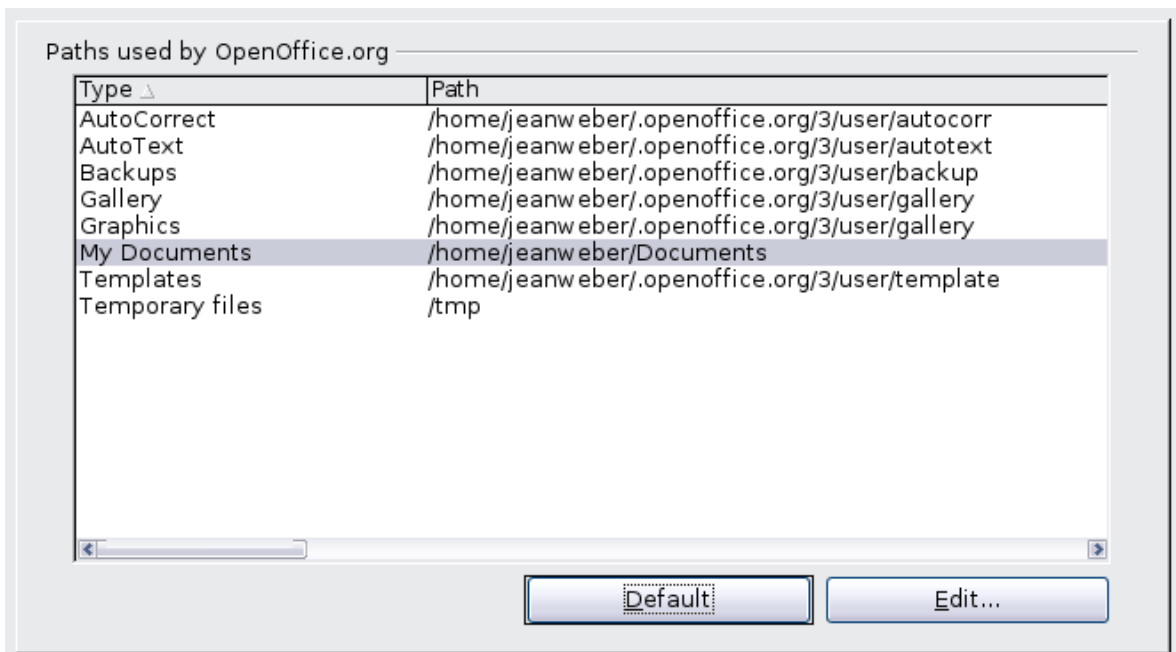 Paths used by OpenOffice.org
Type Path
AutoCorrect /home/jeanweber/.openoffice.org/3/user/autocorr
AutoText /home/jeanweber/.openoffice.org/3/user/autotext
Backups /home/jeanweber/.openoffice.org/3/user/backup
Gallery /home/jeanweber/.openoffice.org/3/user/gallery
Graphics /home/jeanweber/.openoffice.org/3/user/gallery
My Documents /home/jeanweber/Documents
Templates /home/jeanweber/.openoffice.org/3/user/template
Temporary files /tmp
Default Edit...